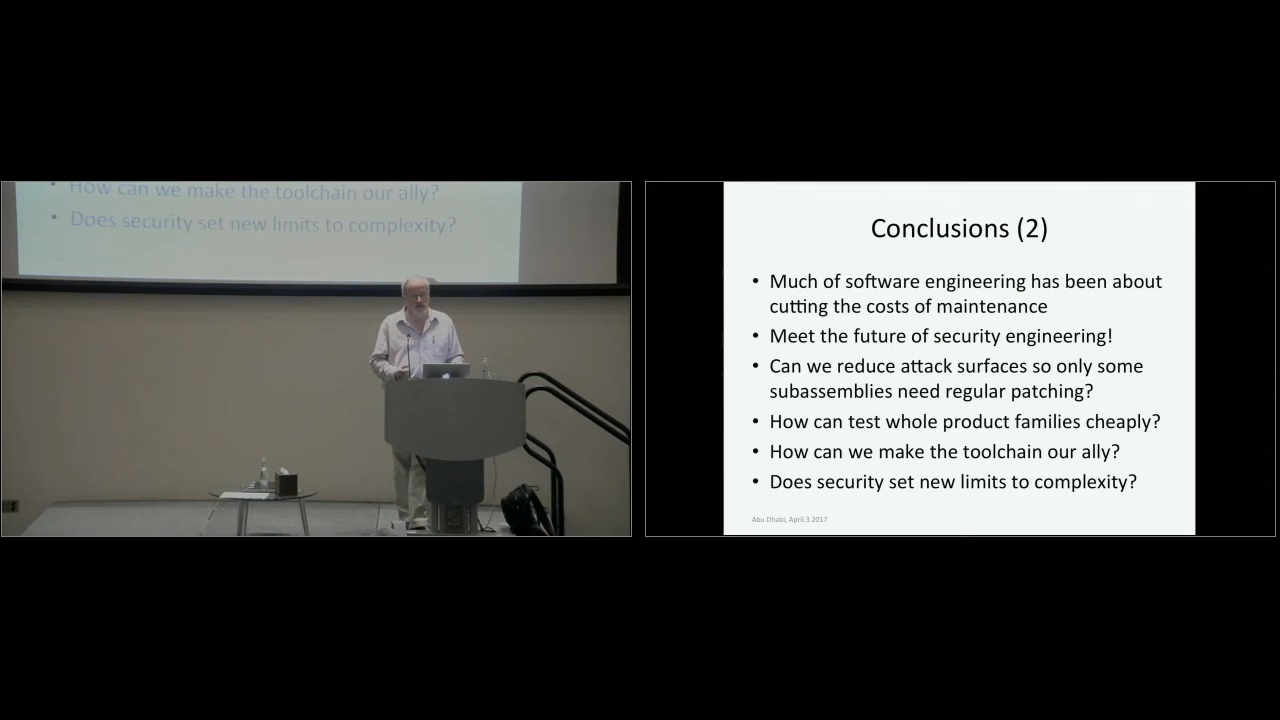 • How can we make the toolchain our ally?
• Does security set new limits to complexity?
Conclusions (2)
• Much of software engineering has been about
cutting the costs of maintenance
• Meet the future of security engineering!
• Can we reduce attack surfaces so only some
subassemblies need regular patching?
• How can test whole product families cheaply?
• How can we make the toolchain our ally?
• Does security set new limits to complexity?
Abu Dhabi, April 3 2017